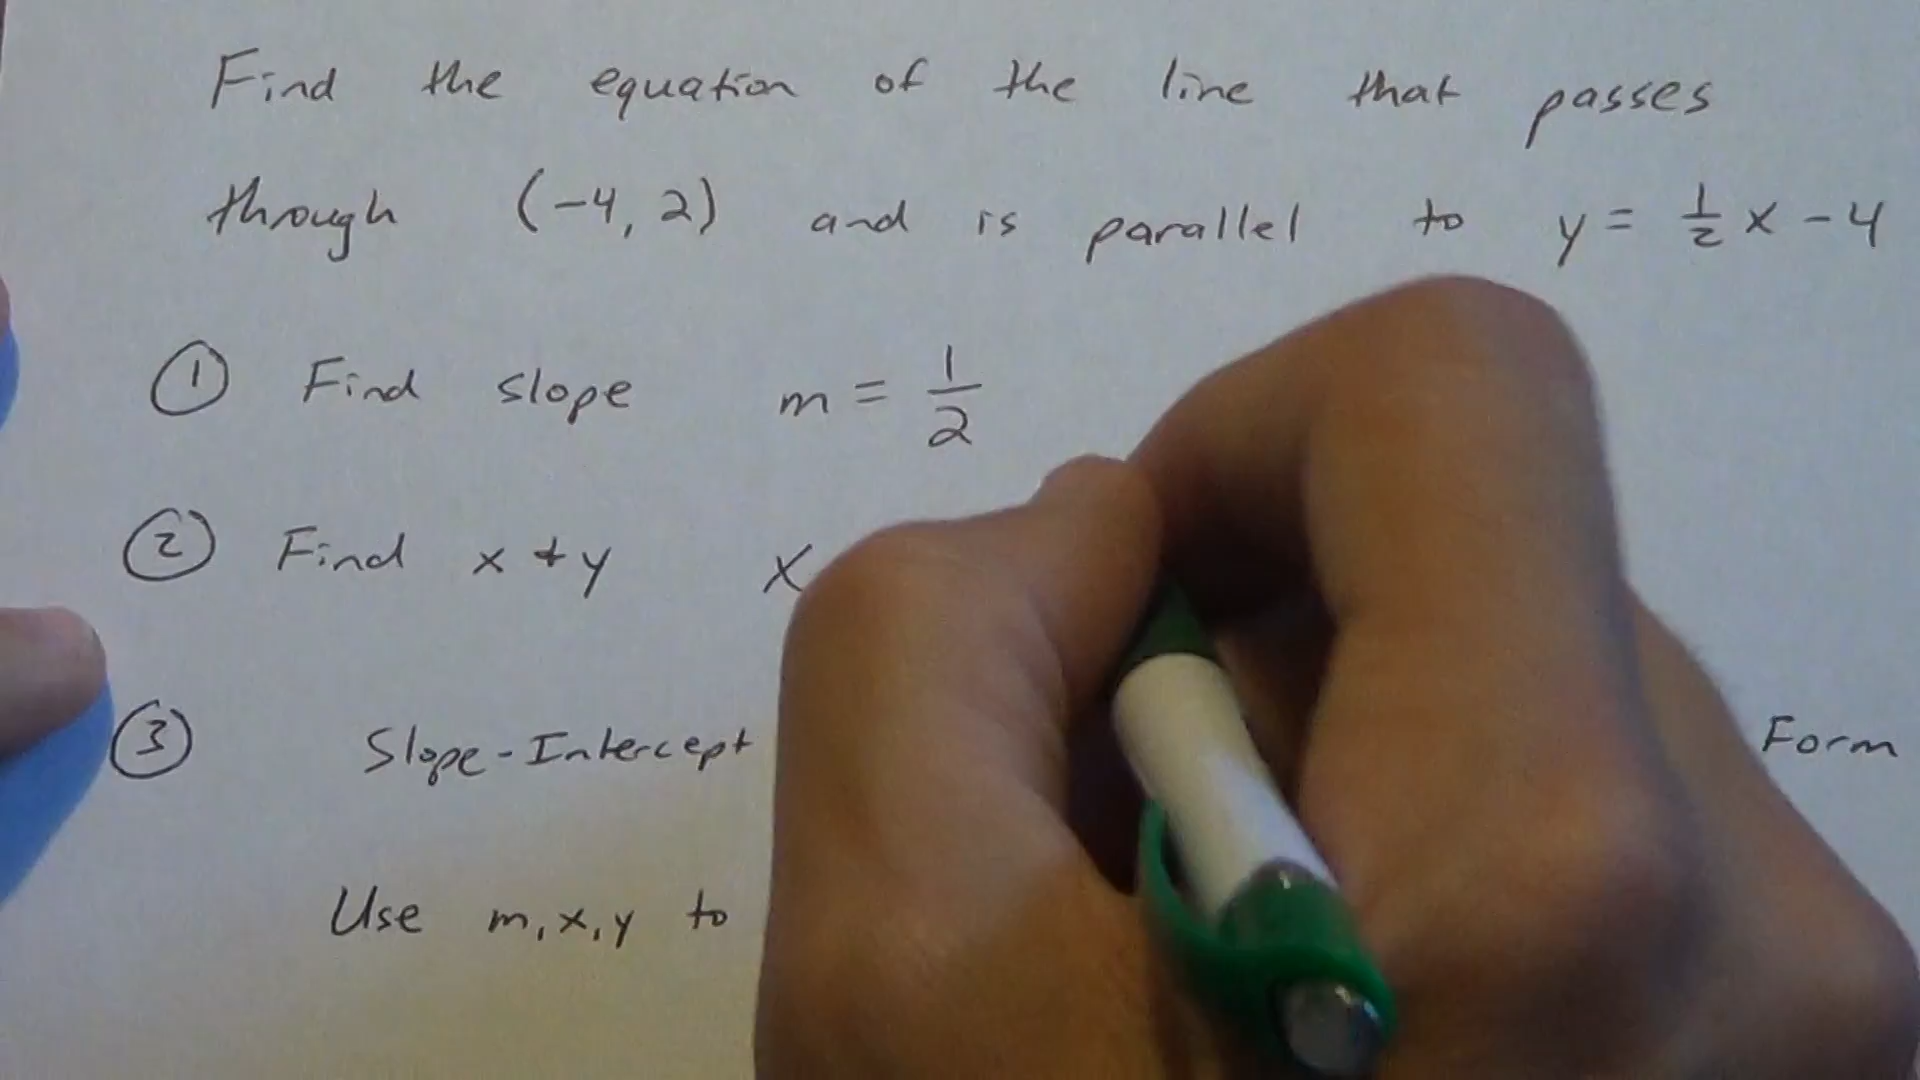 Find the equation of the line that passes
through (-4, 2) and is parallel to y = 1/2 x - 4
① Find slope m = 1/2
② Find x + y x
③ Slope-Intercept Form
Use m, x, y to